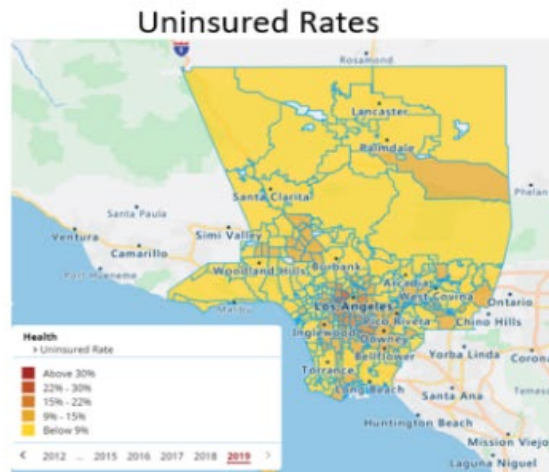 Uninsured Rates
5
Rosamond
Lancaster
Palmdale
Phelan
Santa Clarita
Santa Paula
Ventura
Simi Valley
Camarillo
Port Hueneme
Woodland Hills
Burbank
Malibu
Arcadia
Los Angeles
West Covina
Ontario
Inglewood
Pico Rivera
Chino Hills
Downey
Bellflower
Yorba Linda
Corona
Torrance
Long Beach
Santa Ana
Huntington Beach
Mission Viejo
Laguna Niguel
Health
Uninsured Rate
Above 30%
22% - 30%
15% - 22%
9% - 15%
Below 9%
< 2012 ... 2015 2016 2017 2018 2019 >